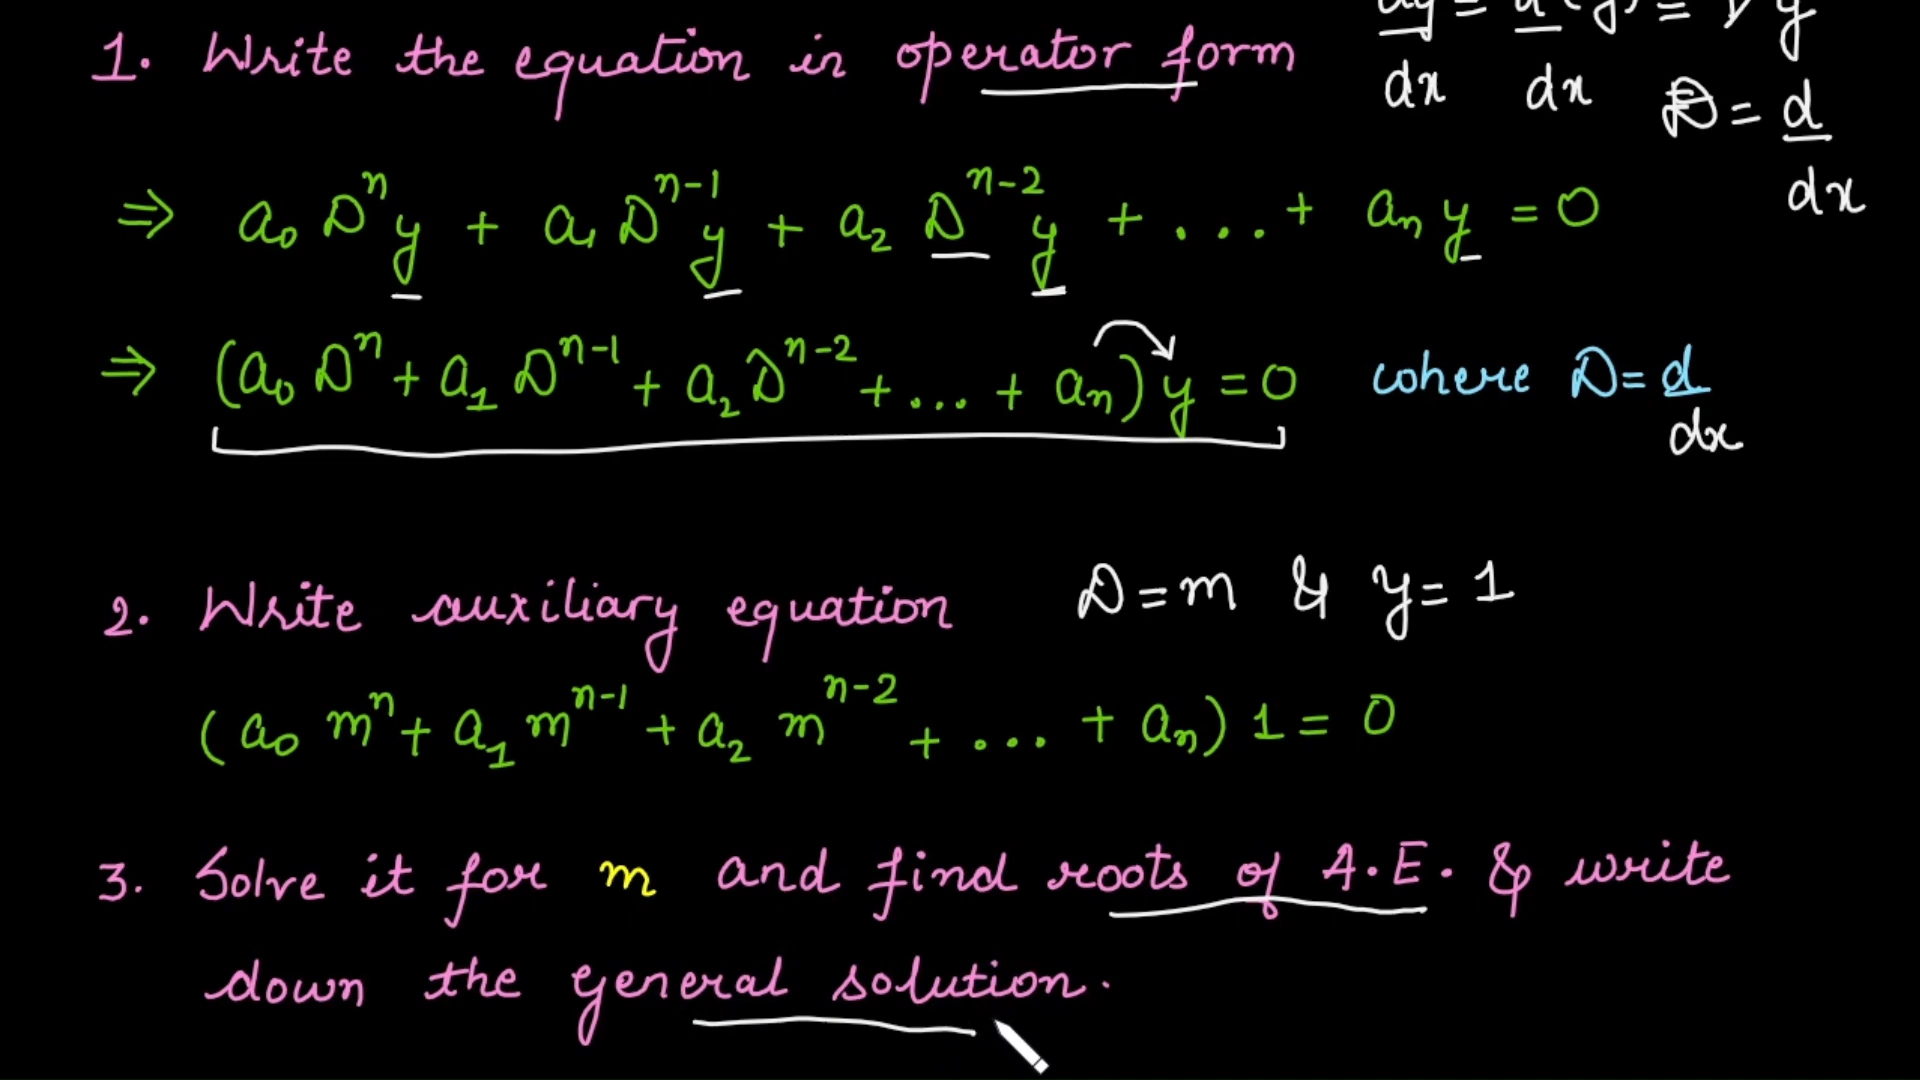 1. Write the equation in operator form
dy/dx = d/dx (y) = Dy
D = d/dx
⇒ a₀ Dⁿy + a₁ Dⁿ⁻¹y + a₂ Dⁿ⁻²y + . . . . + aₙ y = 0
⇒ (a₀ Dⁿ + a₁ Dⁿ⁻¹ + a₂ Dⁿ⁻² + ... + aₙ) y = 0 where D = d/dx
2. Write auxiliary equation D = m & y = 1
(a₀ mⁿ + a₁ mⁿ⁻¹ + a₂ mⁿ⁻² + ... + aₙ) 1 = 0
3. Solve it for m and find roots of A.E. & write
down the general solution.